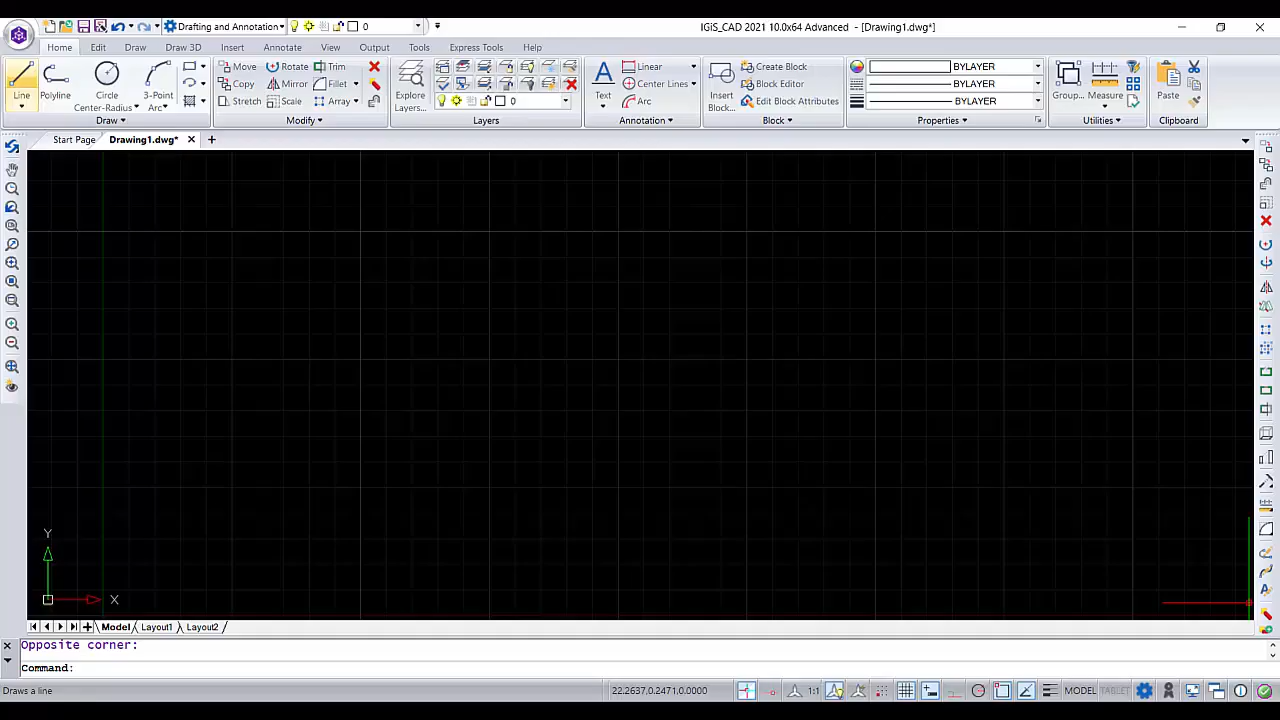 Drafting and Annotation
0
IGiS_CAD 2021 10.0x64 Advanced - [Drawing1.dwg*]
Home Edit Draw Draw 3D Insert Annotate View Output Tools Express Tools Help
Line
Polyline
Circle
Center-Radius
3-Point
Arc
Draw
Move Rotate Trim
Copy Mirror Fillet
Stretch Scale Array
Modify
Explore
Layers...
0
Layers
Text
Linear
Center Lines
Arc
Annotation
Insert
Block...
Create Block
Block Editor
Edit Block Attributes
Block
BYLAYER
BYLAYER
BYLAYER
Properties
Group...
Measure
Utilities
Paste
Clipboard
Start Page Drawing1.dwg*
Y
X
Model Layout1 Layout2
Opposite corner:
Command:
Draws a line
22.2637,0.2471,0.0000
1:1
MODEL
TABLET